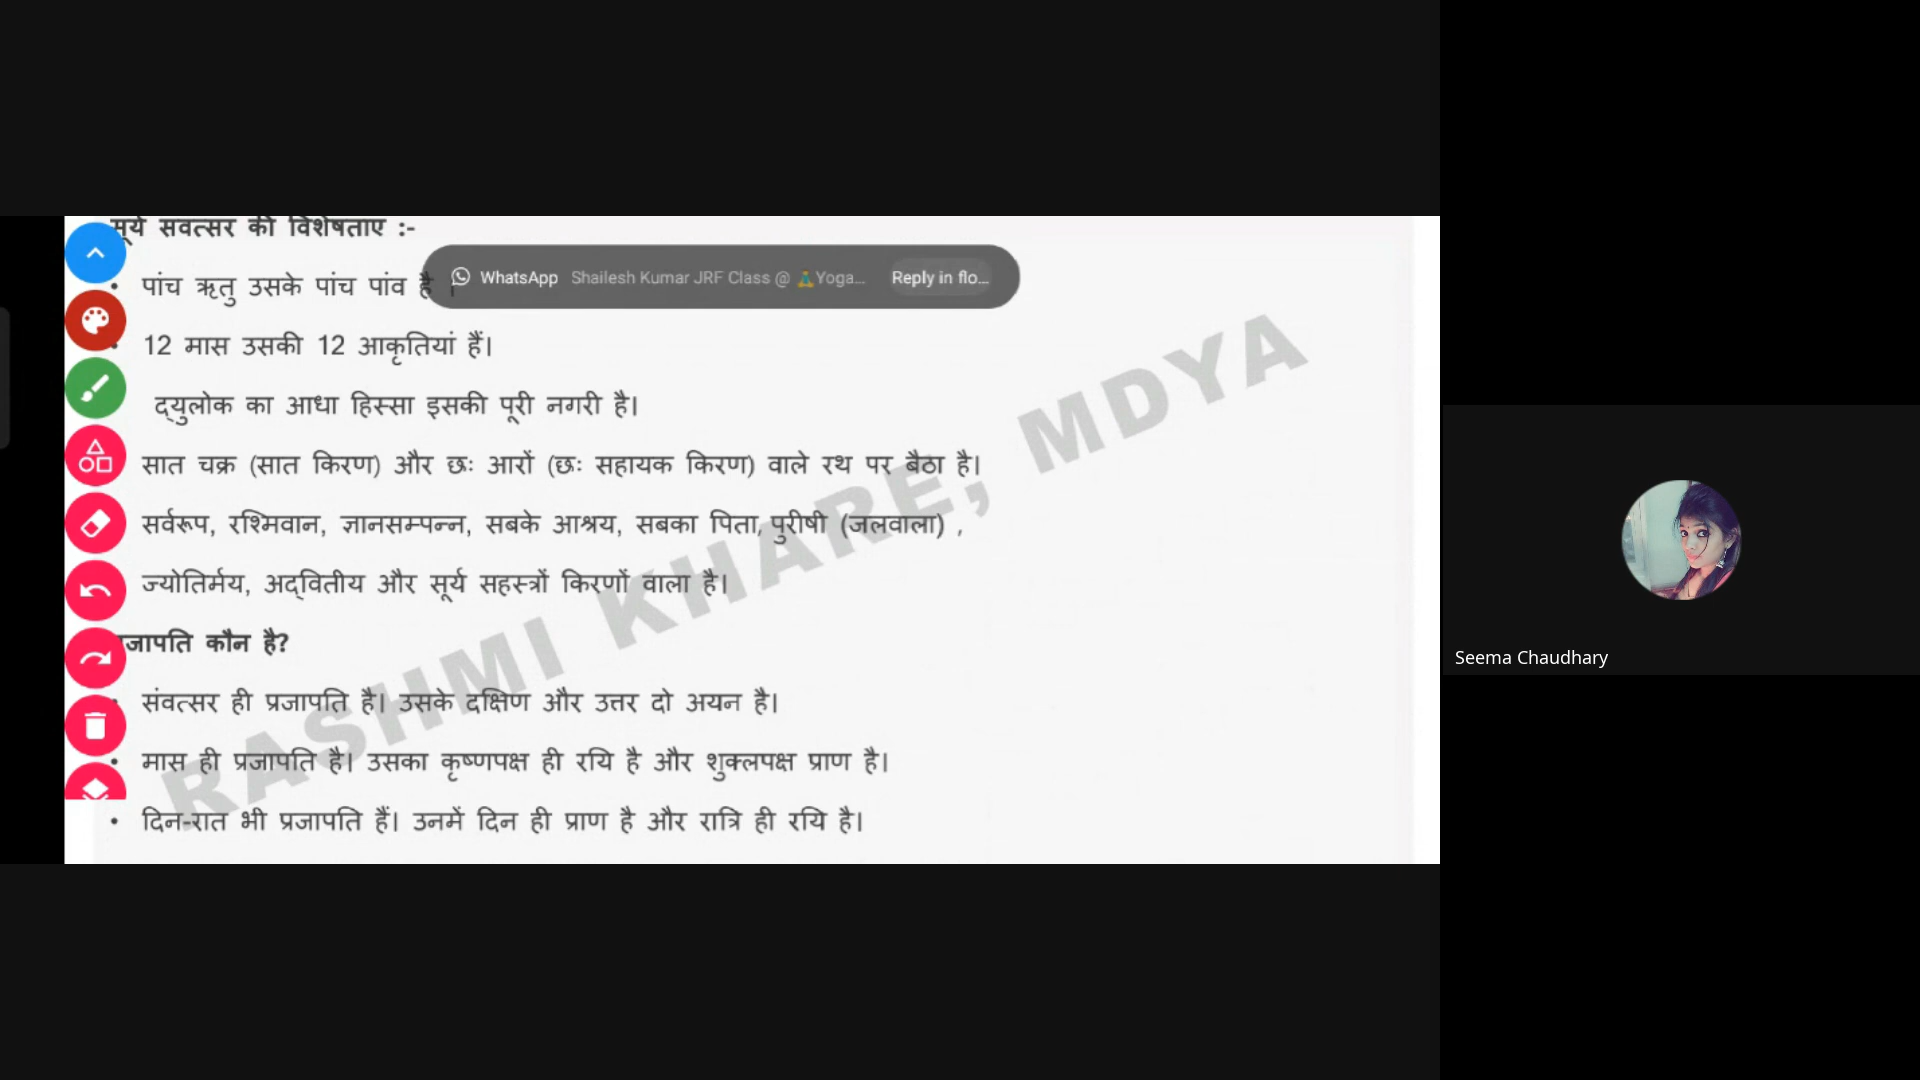 सूर्य सवत्सर की विशेषताए :-
• पांच ऋतु उसके पांच पांव है ।
WhatsApp Shailesh Kumar JRF Class @ 🧘Yoga... Reply in flo...
• 12 मास उसकी 12 आकृतियां हैं।
द्युलोक का आधा हिस्सा इसकी पूरी नगरी है।
सात चक्र (सात किरण) और छः आरों (छः सहायक किरण) वाले रथ पर बैठा है।
सर्वरूप, रश्मिवान, ज्ञानसम्पन्न, सबके आश्रय, सबका पिता, पुरीषी (जलवाला) ,
ज्योतिर्मय, अद्वितीय और सूर्य सहस्त्रों किरणों वाला है।
जापति कौन है?
• संवत्सर ही प्रजापति है। उसके दक्षिण और उत्तर दो अयन है।
• मास ही प्रजापति है। उसका कृष्णपक्ष ही रयि है और शुक्लपक्ष प्राण है।
• दिन-रात भी प्रजापति हैं। उनमें दिन ही प्राण है और रात्रि ही रयि है।
RASHMI KHARE, MDYA
Seema Chaudhary